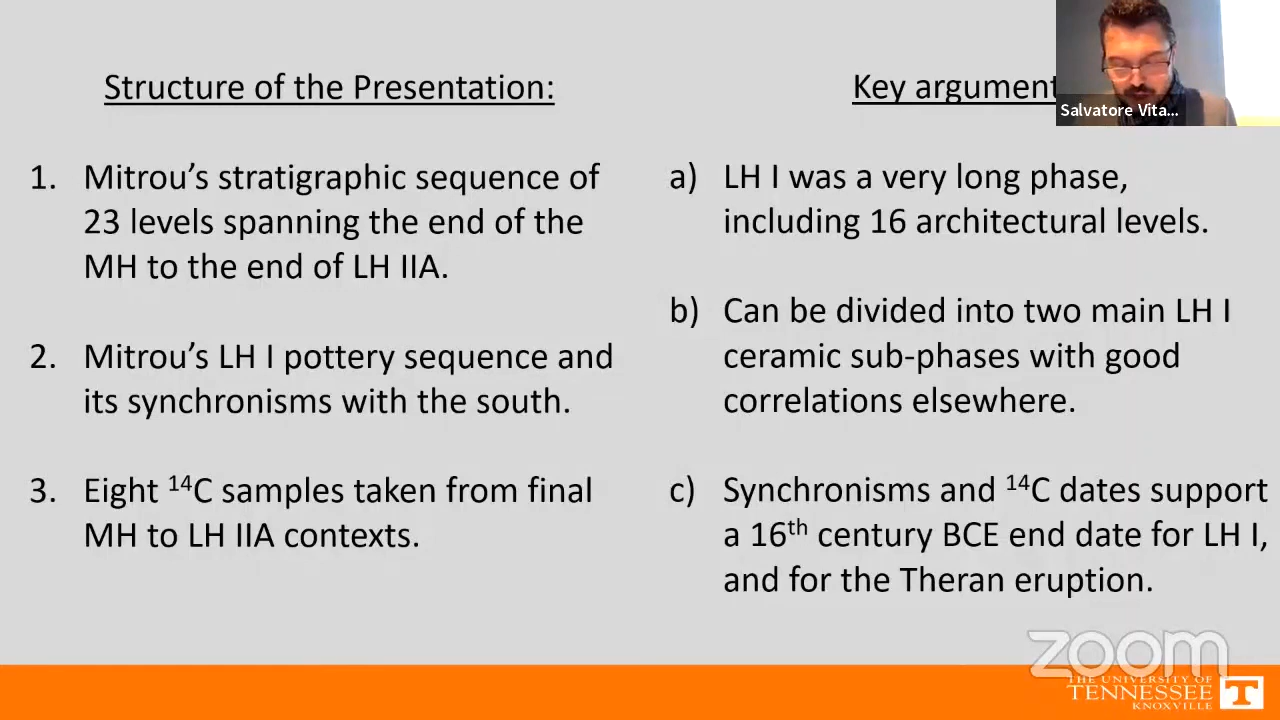 Structure of the Presentation:
1. Mitrou’s stratigraphic sequence of
23 levels spanning the end of the
MH to the end of LH IIA.
2. Mitrou’s LH I pottery sequence and
its synchronisms with the south.
3. Eight ¹⁴C samples taken from final
MH to LH IIA contexts.
Key argument
a) LH I was a very long phase,
including 16 architectural levels.
b) Can be divided into two main LH I
ceramic sub-phases with good
correlations elsewhere.
c) Synchronisms and ¹⁴C dates support
a 16th century BCE end date for LH I,
and for the Theran eruption.
Salvatore Vita...
zoom
THE UNIVERSITY OF
TENNESSEE
KNOXVILLE
T